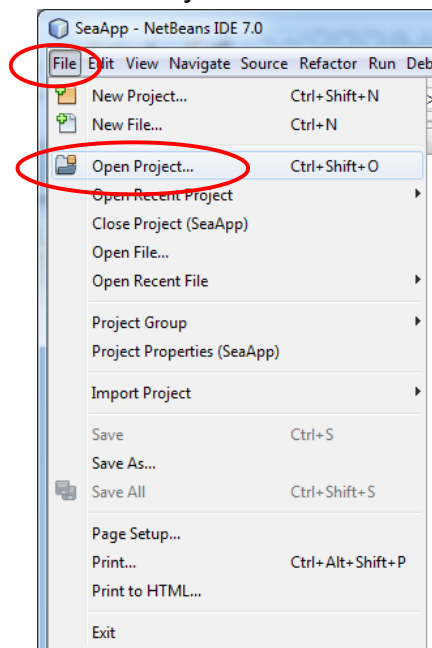 SeaApp - NetBeans IDE 7.0
File Edit View Navigate Source Refactor Run Deb
New Project... Ctrl+Shift+N
New File... Ctrl+N
Open Project... Ctrl+Shift+O
Open Recent Project
Close Project (SeaApp)
Open File...
Open Recent File
Project Group
Project Properties (SeaApp)
Import Project
Save Ctrl+S
Save As...
Save All Ctrl+Shift+S
Page Setup...
Print... Ctrl+Alt+Shift+P
Print to HTML...
Exit